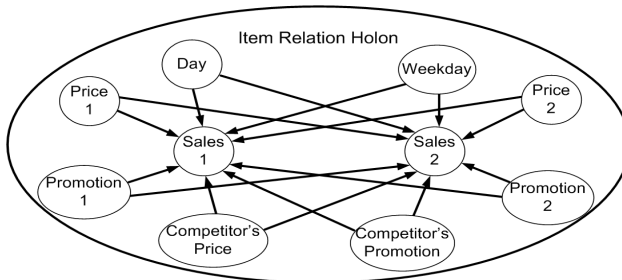 Item Relation Holon
Day
Weekday
Price
1
Price
2
Sales
1
Sales
2
Promotion
1
Promotion
2
Competitor's
Price
Competitor's
Promotion